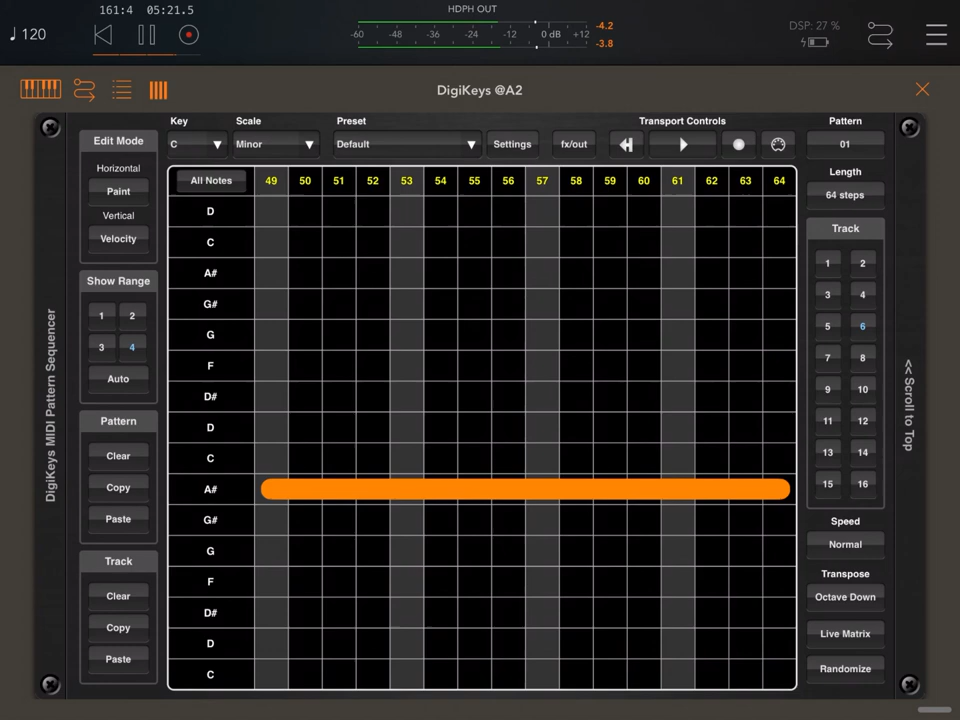 161:4 05:21.5
♩120
HDPH OUT
-60 -48 -36 -24 -12 0 dB +12
-4.2
-3.8
DSP: 27 %
DigiKeys @A2
DigiKeys MIDI Pattern Sequencer
Edit Mode
Horizontal
Paint
Vertical
Velocity
Show Range
1 2
3 4
Auto
Pattern
Clear
Copy
Paste
Track
Clear
Copy
Paste
Key Scale Preset Transport Controls
C Minor Default Settings fx/out
All Notes 49 50 51 52 53 54 55 56 57 58 59 60 61 62 63 64
D
C
A#
G#
G
F
D#
D
C
A#
G#
G
F
D#
D
C
Pattern
01
Length
64 steps
Track
1 2
3 4
5 6
7 8
9 10
11 12
13 14
15 16
Speed
Normal
Transpose
Octave Down
Live Matrix
Randomize
<< Scroll to Top